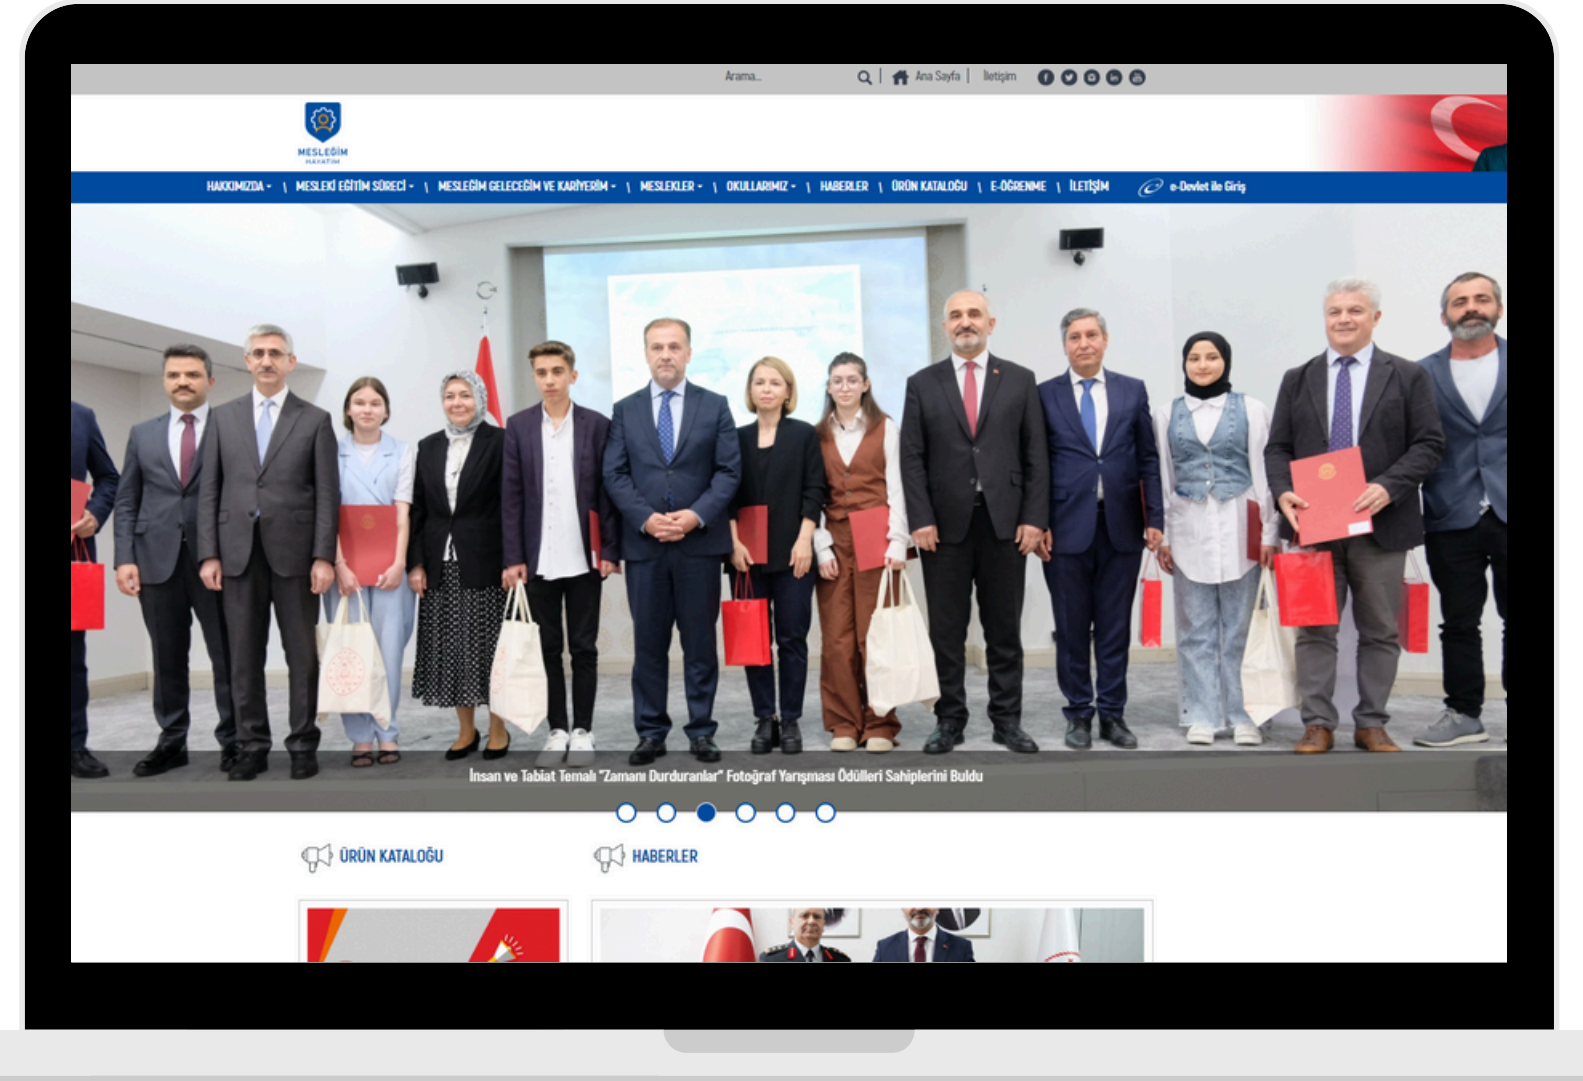 Arama...
Ana Sayfa
İletişim
MESLEĞİM
HAYATIM
HAKKIMIZDA
MESLEKİ EĞİTİM SÜRECİ
MESLEĞİM GELECEĞİM VE KARİYERİM
MESLEKLER
OKULLARIMIZ
HABERLER
ÜRÜN KATALOĞU
E-ÖĞRENME
İLETİŞİM
e-Devlet ile Giriş
İnsan ve Tabiat Temalı "Zamanı Durduranlar" Fotoğraf Yarışması Ödülleri Sahiplerini Buldu
ÜRÜN KATALOĞU
HABERLER